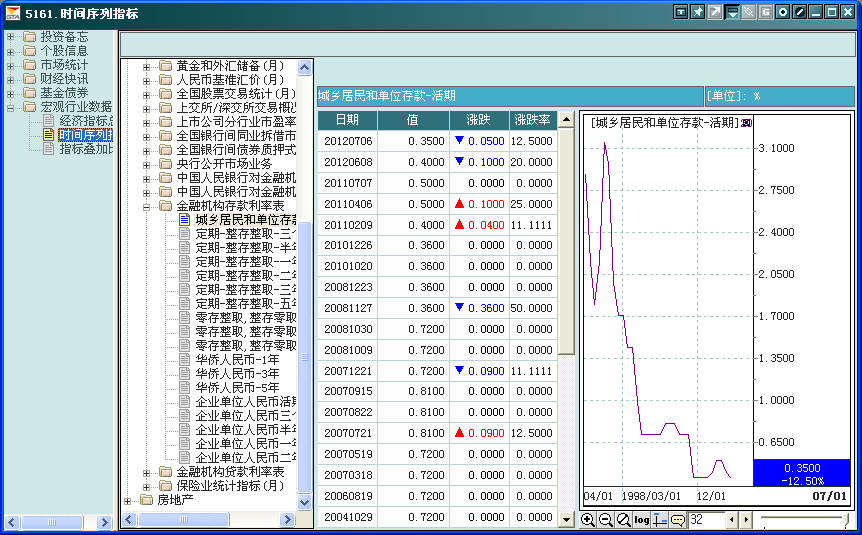 5161.时间序列指标
投资备忘
个股信息
市场统计
财经快讯
基金债券
宏观行业数据
经济指标总
时间序列指
指标叠加比
黄金和外汇储备(月)
人民币基准汇价(月)
全国股票交易统计(月)
上交所/深交所交易概况
上市公司分行业市盈率
全国银行间同业拆借市
全国银行间债券质押式
央行公开市场业务
中国人民银行对金融机
中国人民银行对金融机
金融机构存款利率表
城乡居民和单位存款
定期-整存整取-三个
定期-整存整取-半年
定期-整存整取-一年
定期-整存整取-二年
定期-整存整取-三年
定期-整存整取-五年
零存整取,整存零取
零存整取,整存零取
零存整取,整存零取
华侨人民币-1年
华侨人民币-3年
华侨人民币-5年
企业单位人民币活期
企业单位人民币三个
企业单位人民币半年
企业单位人民币一年
企业单位人民币二年
金融机构贷款利率表
保险业统计指标(月)
房地产
城乡居民和单位存款-活期 [单位]: %
日期 值 涨跌 涨跌率
20120706 0.3500 ▼ 0.0500 12.5000
20120608 0.4000 ▼ 0.1000 20.0000
20110707 0.5000 0.0000 0.0000
20110406 0.5000 ▲ 0.1000 25.0000
20110209 0.4000 ▲ 0.0400 11.1111
20101226 0.3600 0.0000 0.0000
20101020 0.3600 0.0000 0.0000
20081223 0.3600 0.0000 0.0000
20081127 0.3600 ▼ 0.3600 50.0000
20081030 0.7200 0.0000 0.0000
20081009 0.7200 0.0000 0.0000
20071221 0.7200 ▼ 0.0900 11.1111
20070915 0.8100 0.0000 0.0000
20070822 0.8100 0.0000 0.0000
20070721 0.8100 ▲ 0.0900 12.5000
20070519 0.7200 0.0000 0.0000
20070318 0.7200 0.0000 0.0000
20060819 0.7200 0.0000 0.0000
20041029 0.7200 0.0000 0.0000
[城乡居民和单位存款-活期]
3.1000
2.7500
2.4000
2.0500
1.7000
1.3500
1.0000
0.6500
0.3500
-12.50%
04/01 1998/03/01 12/01 07/01
log 32